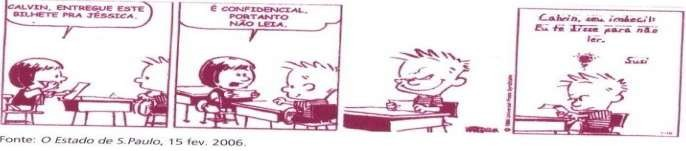 CALVIN, ENTREGUE ESTE
BILHETE PRA JÉSSICA.
É CONFIDENCIAL,
PORTANTO
NÃO LEIA.
Calvin, seu imbecil!
Eu te disse para não
ler.
Susi
Fonte: O Estado de S.Paulo, 15 fev. 2006.